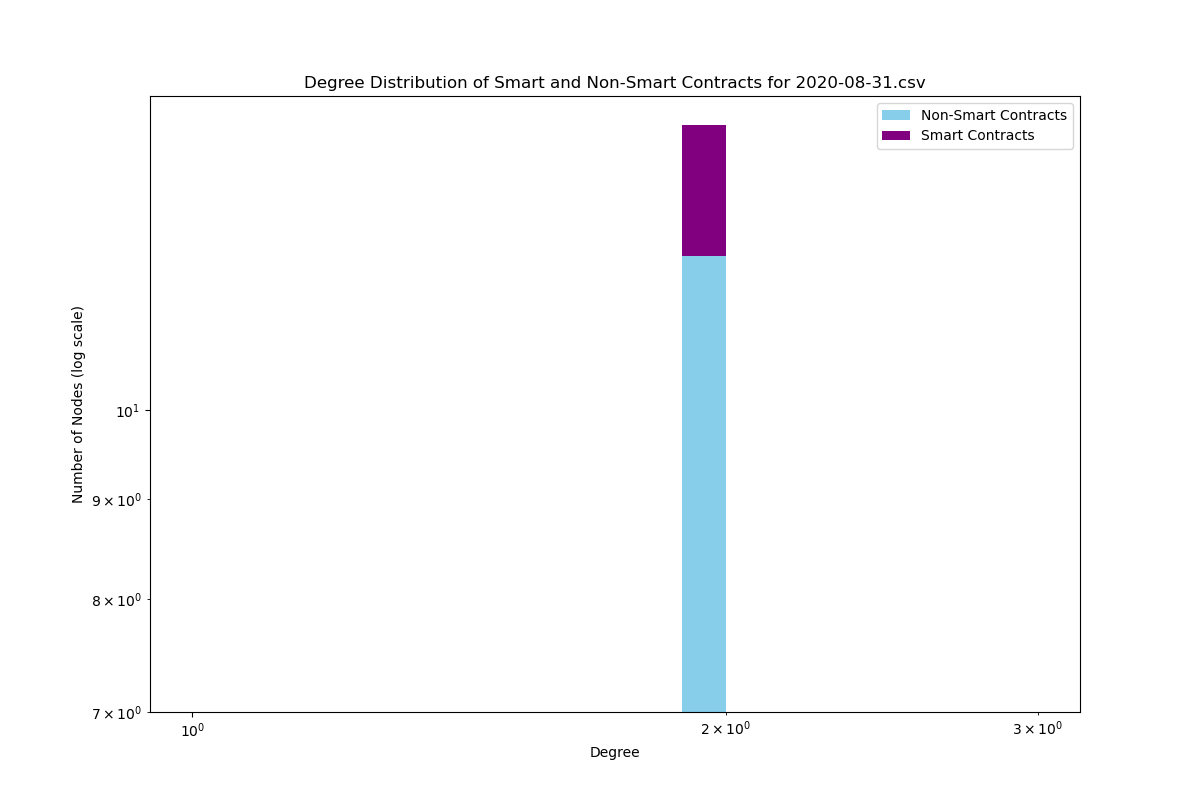 Degree Distribution of Smart and Non-Smart Contracts for 2020-08-31.csv
Non-Smart Contracts
Smart Contracts
Number of Nodes (log scale)
10¹
9 × 10⁰
8 × 10⁰
7 × 10⁰
10⁰
2 × 10⁰
3 × 10⁰
Degree